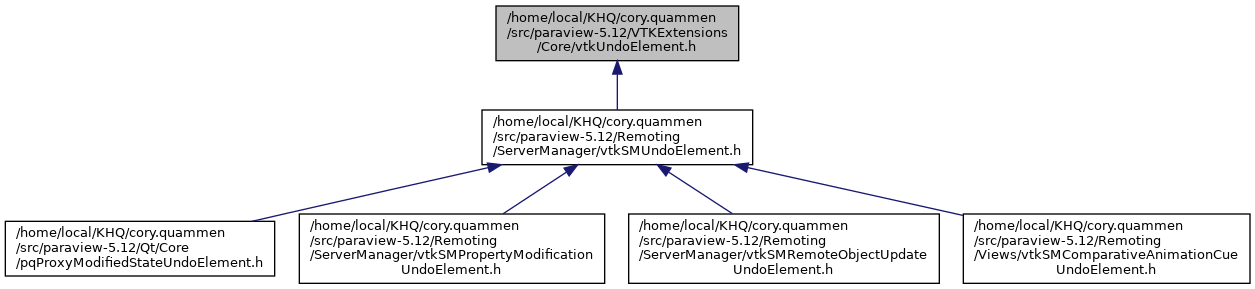 /home/local/KHQ/cory.quammen
/src/paraview-5.12/VTKExtensions
/Core/vtkUndoElement.h
/home/local/KHQ/cory.quammen
/src/paraview-5.12/Remoting
/ServerManager/vtkSMUndoElement.h
/home/local/KHQ/cory.quammen
/src/paraview-5.12/Qt/Core
/pqProxyModifiedStateUndoElement.h
/home/local/KHQ/cory.quammen
/src/paraview-5.12/Remoting
/ServerManager/vtkSMPropertyModification
UndoElement.h
/home/local/KHQ/cory.quammen
/src/paraview-5.12/Remoting
/ServerManager/vtkSMRemoteObjectUpdate
UndoElement.h
/home/local/KHQ/cory.quammen
/src/paraview-5.12/Remoting
/Views/vtkSMComparativeAnimationCue
UndoElement.h